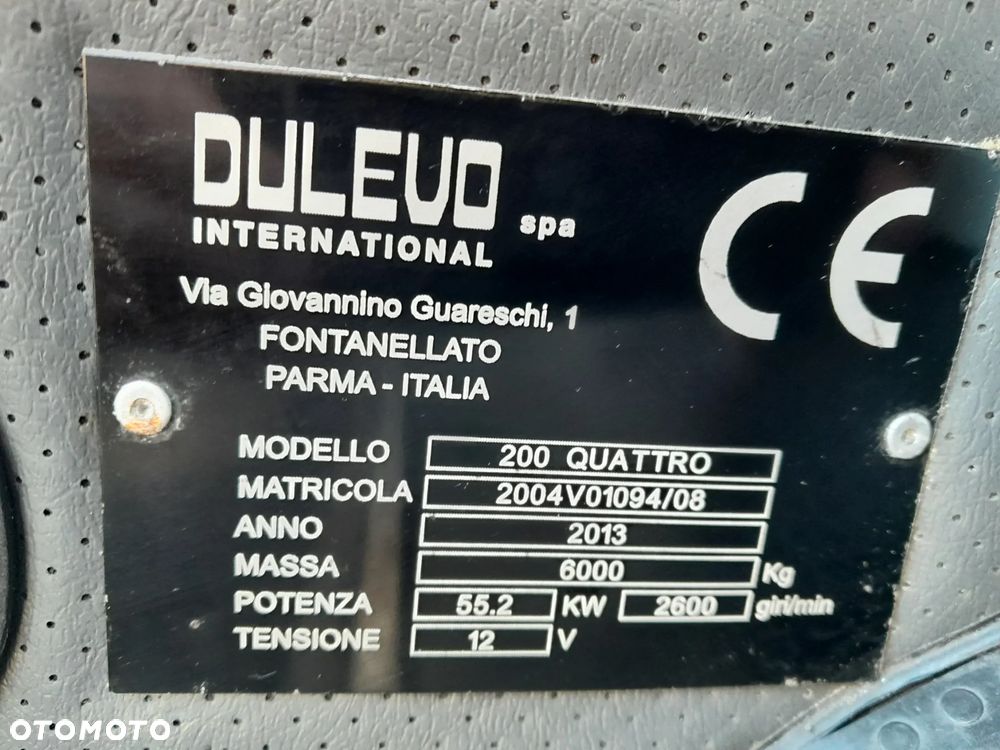 DULEVO spa
INTERNATIONAL
CE
Via Giovannino Guareschi, 1
FONTANELLATO
PARMA - ITALIA
MODELLO 200 QUATTRO
MATRICOLA 2004V01094/08
ANNO 2013
MASSA 6000 Kg
POTENZA 55.2 KW 2600 giri/min
TENSIONE 12 V
OTOMOTO